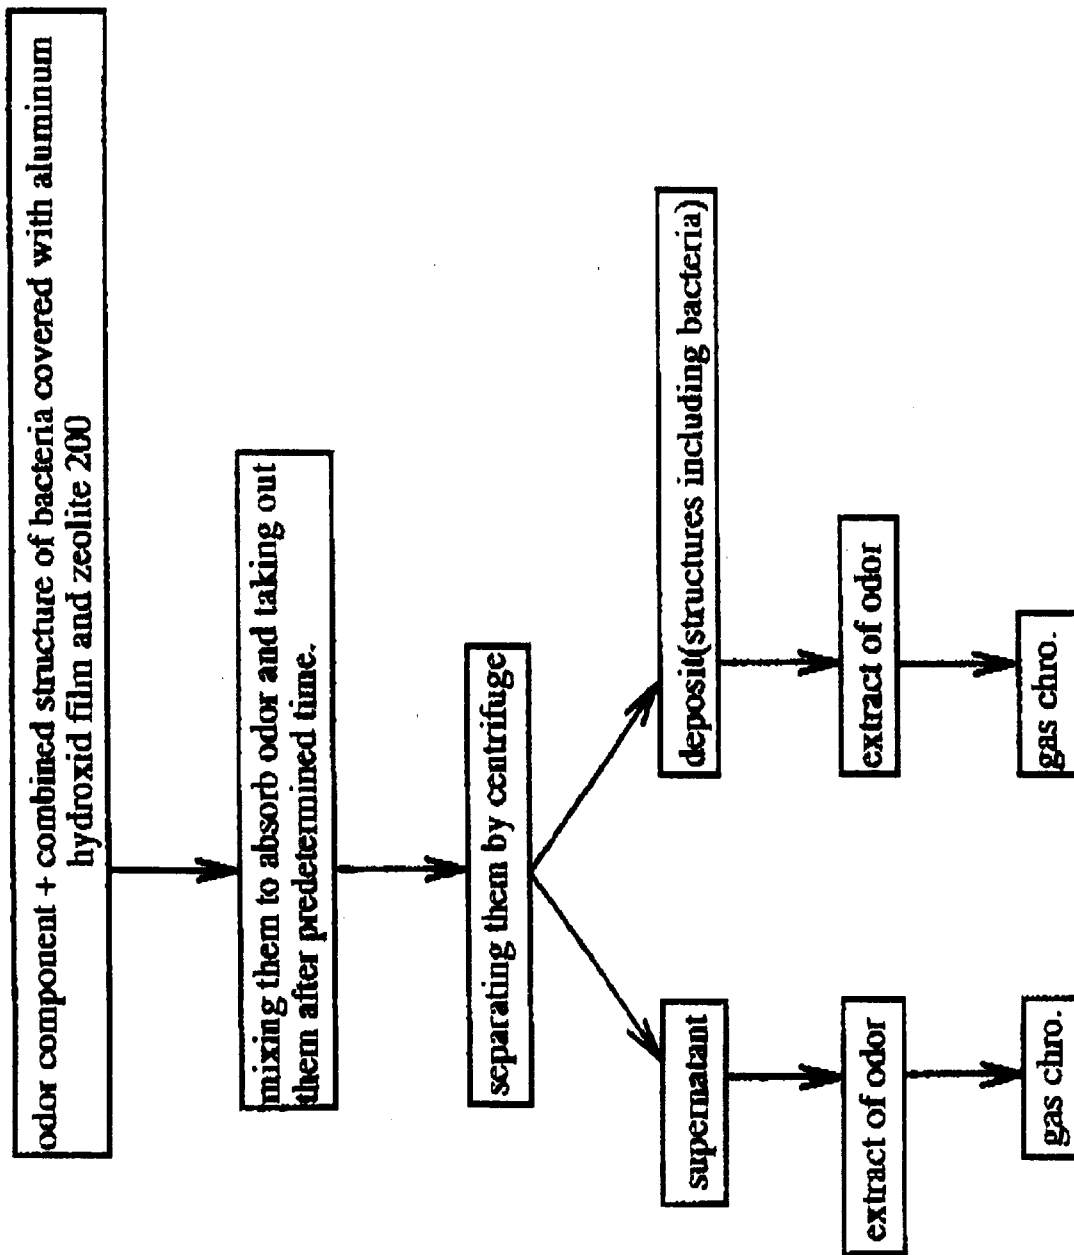 odor component + combined structure of bacteria covered with aluminum
hydroxid film and zeolite 200
mixing them to absorb odor and taking out
them after predetermined time.
separating them by centrifuge
supernatant
deposit(structures including bacteria)
extract of odor
extract of odor
gas chro.
gas chro.